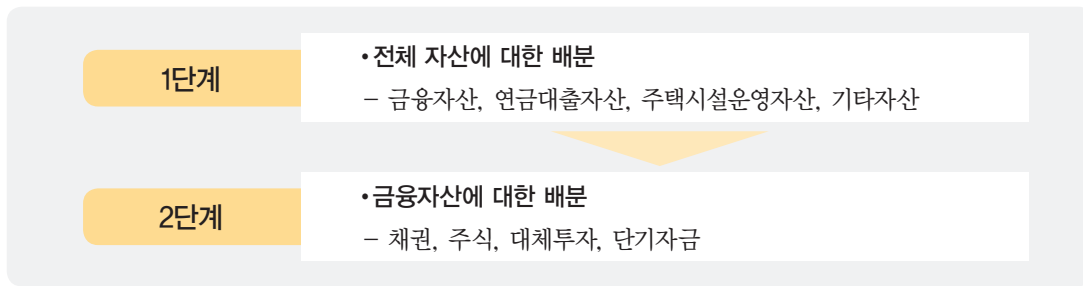 1단계
•전체 자산에 대한 배분
– 금융자산, 연금대출자산, 주택시설운영자산, 기타자산
2단계
•금융자산에 대한 배분
– 채권, 주식, 대체투자, 단기자금